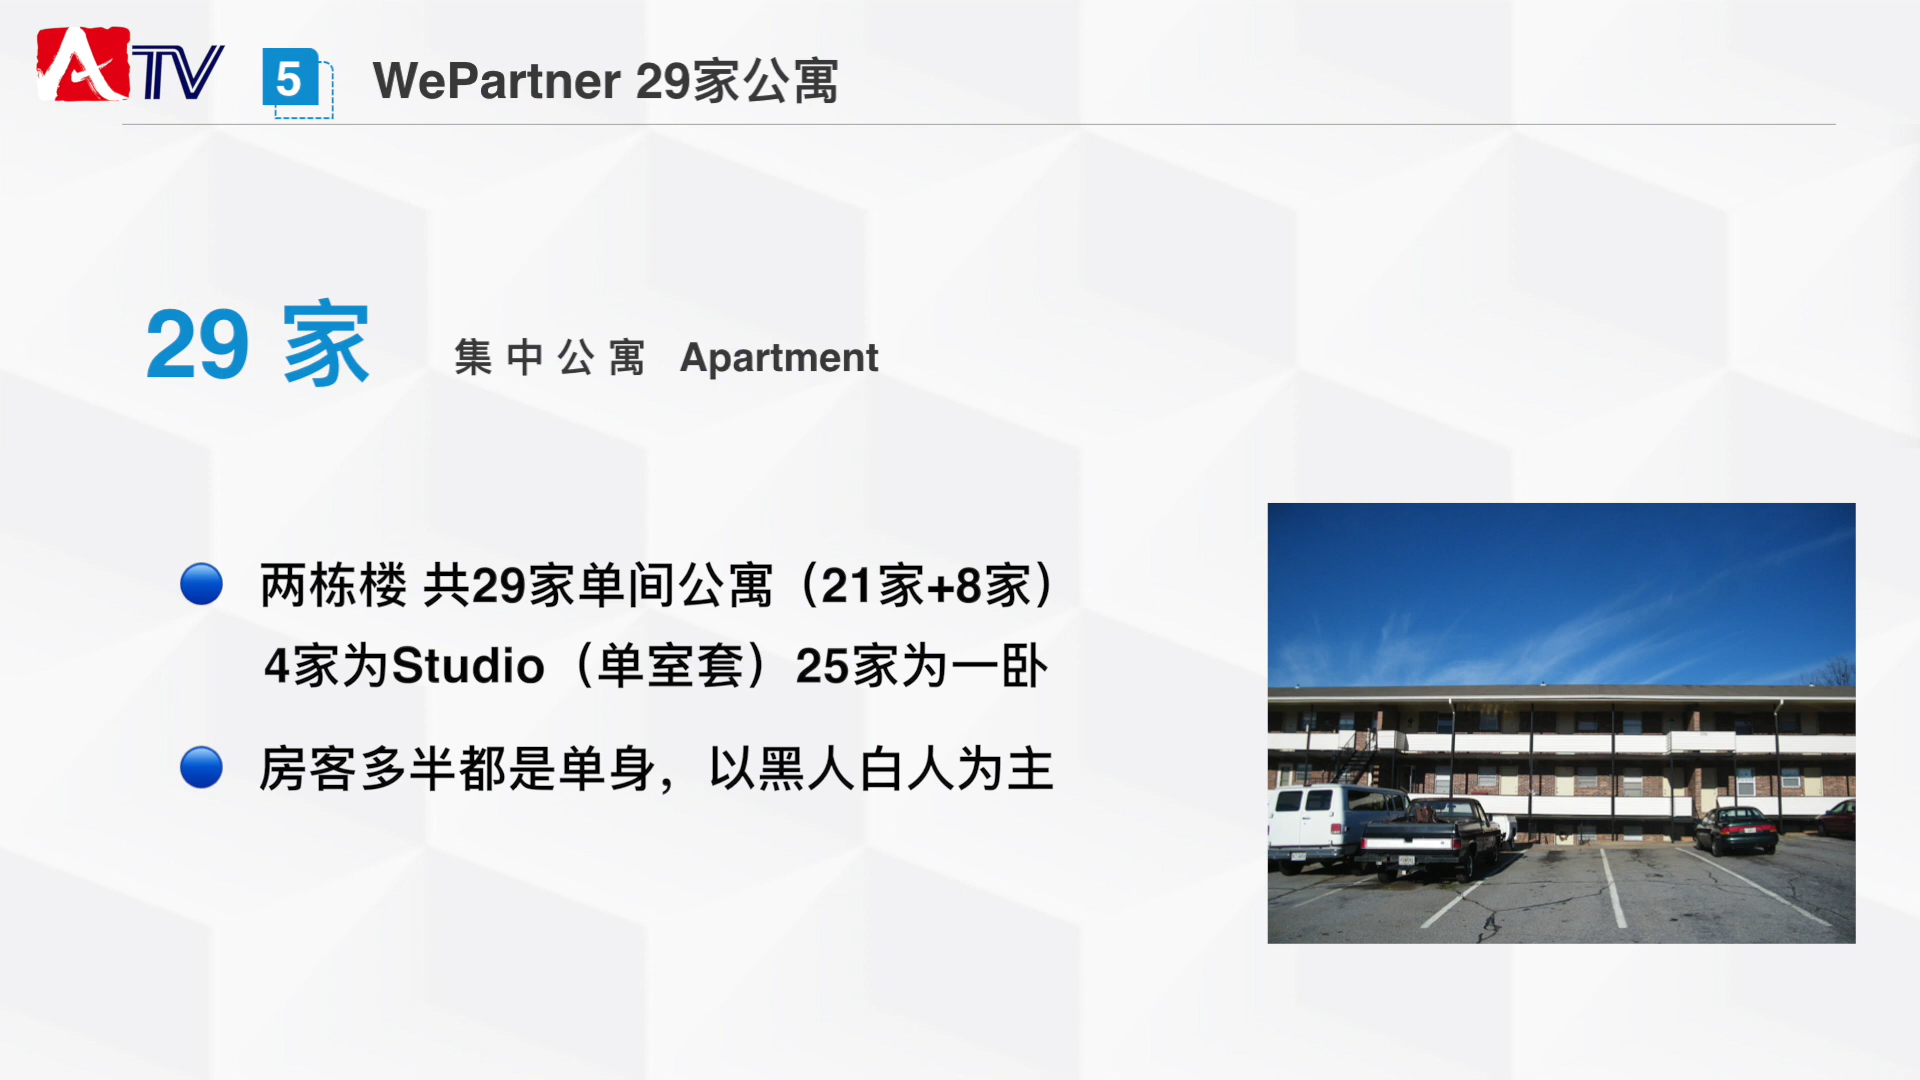 ATV
5
WePartner 29家公寓
29 家
集中公寓 Apartment
两栋楼 共29家单间公寓（21家+8家）
4家为Studio（单室套）25家为一卧
房客多半都是单身，以黑人白人为主